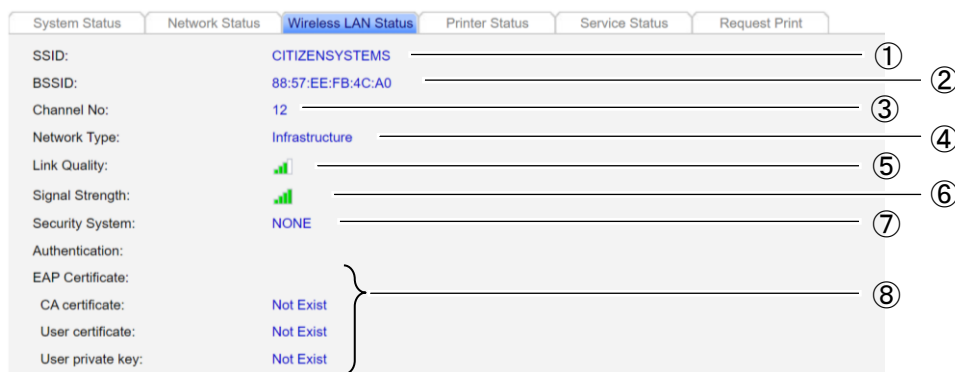 System Status Network Status Wireless LAN Status Printer Status Service Status Request Print
SSID: CITIZENSYSTEMS ①
BSSID: 88:57:EE:FB:4C:A0 ②
Channel No: 12 ③
Network Type: Infrastructure ④
Link Quality: ⑤
Signal Strength: ⑥
Security System: NONE ⑦
Authentication:
EAP Certificate: ⑧
CA certificate: Not Exist
User certificate: Not Exist
User private key: Not Exist